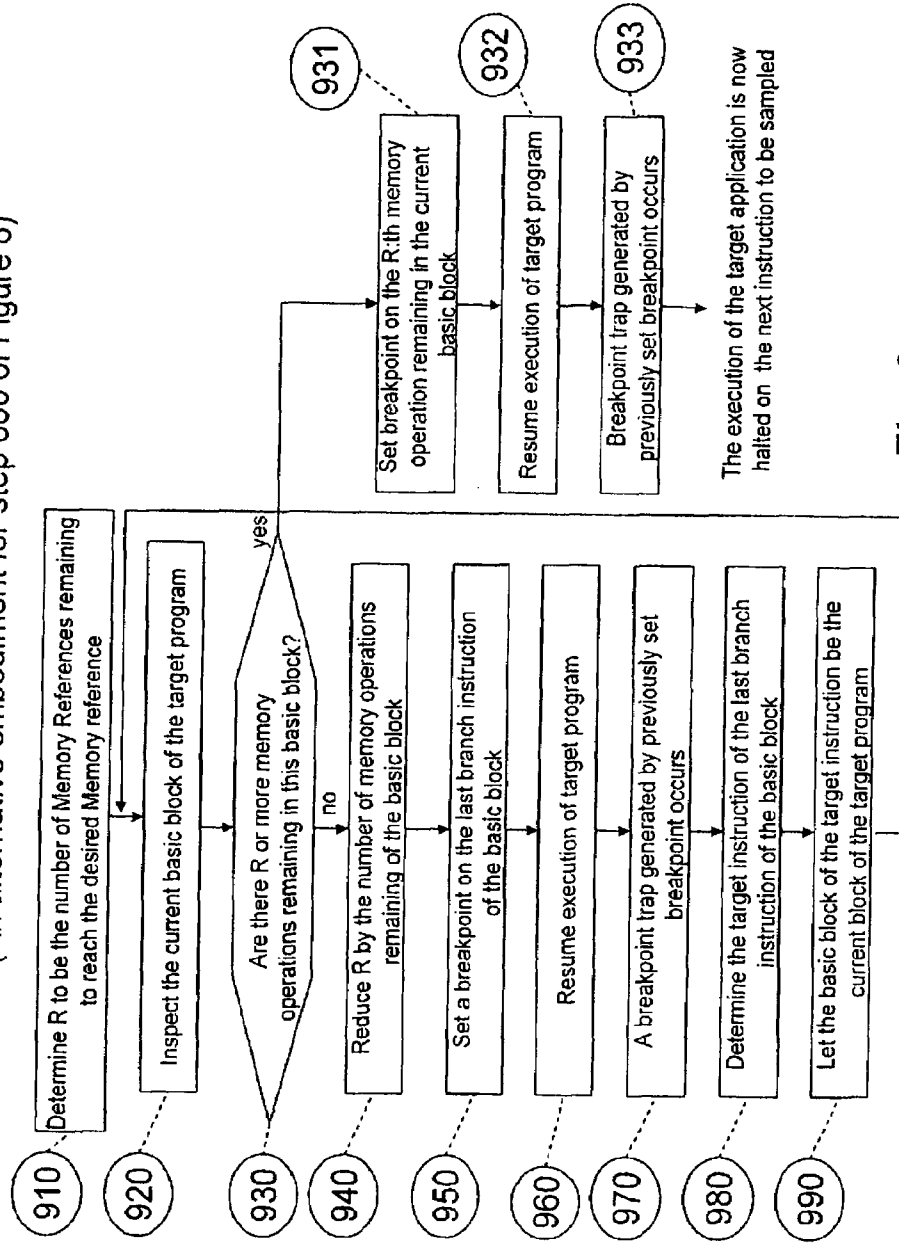 910
Determine R to be the number of Memory References remaining
to reach the desired Memory reference
920
Inspect the current basic block of the target program
930
Are there R or more memory
operations remaining in this basic block?
yes
no
931
Set breakpoint on the R:th memory
operation remaining in the current
basic block
932
Resume execution of target program
933
Breakpoint trap generated by
previously set breakpoint occurs
The execution of the target application is now
halted on the next instruction to be sampled
940
Reduce R by the number of memory operations
remaining of the basic block
950
Set a breakpoint on the last branch instruction
of the basic block
960
Resume execution of target program
970
A breakpoint trap generated by previously set
breakpoint occurs
980
Determine the target instruction of the last branch
instruction of the basic block
990
Let the basic block of the target instruction be the
current block of the target program